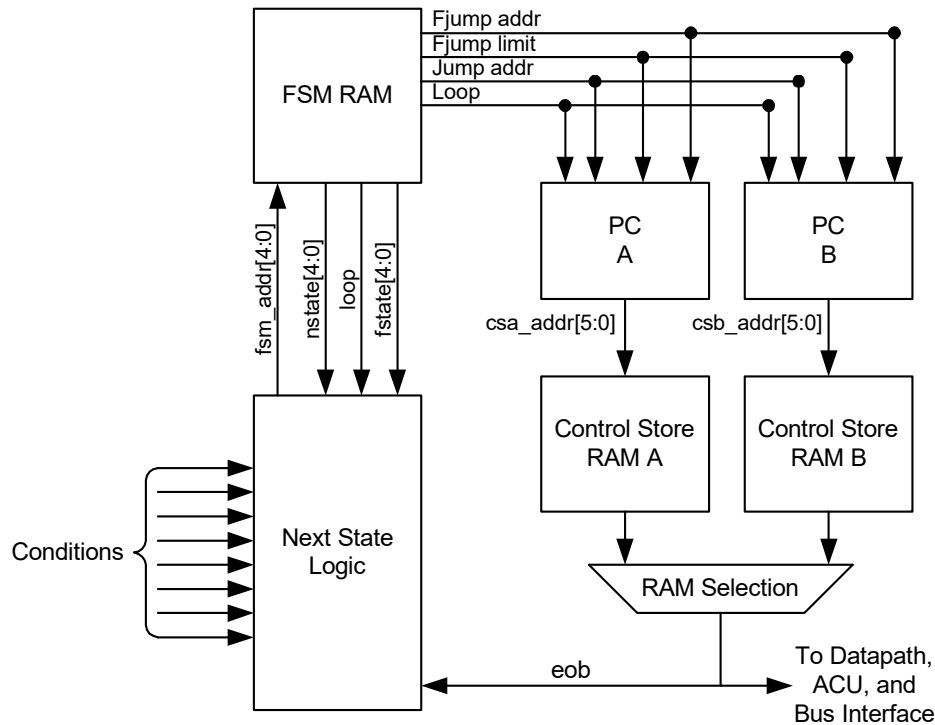 Fjump addr
Fjump limit
Jump addr
Loop
FSM RAM
PC
A
PC
B
fsm_addr[4:0]
nstate[4:0]
loop
fstate[4:0]
csa_addr[5:0]
csb_addr[5:0]
Control Store
RAM A
Control Store
RAM B
Conditions
Next State
Logic
RAM Selection
eob
To Datapath,
ACU, and
Bus Interface